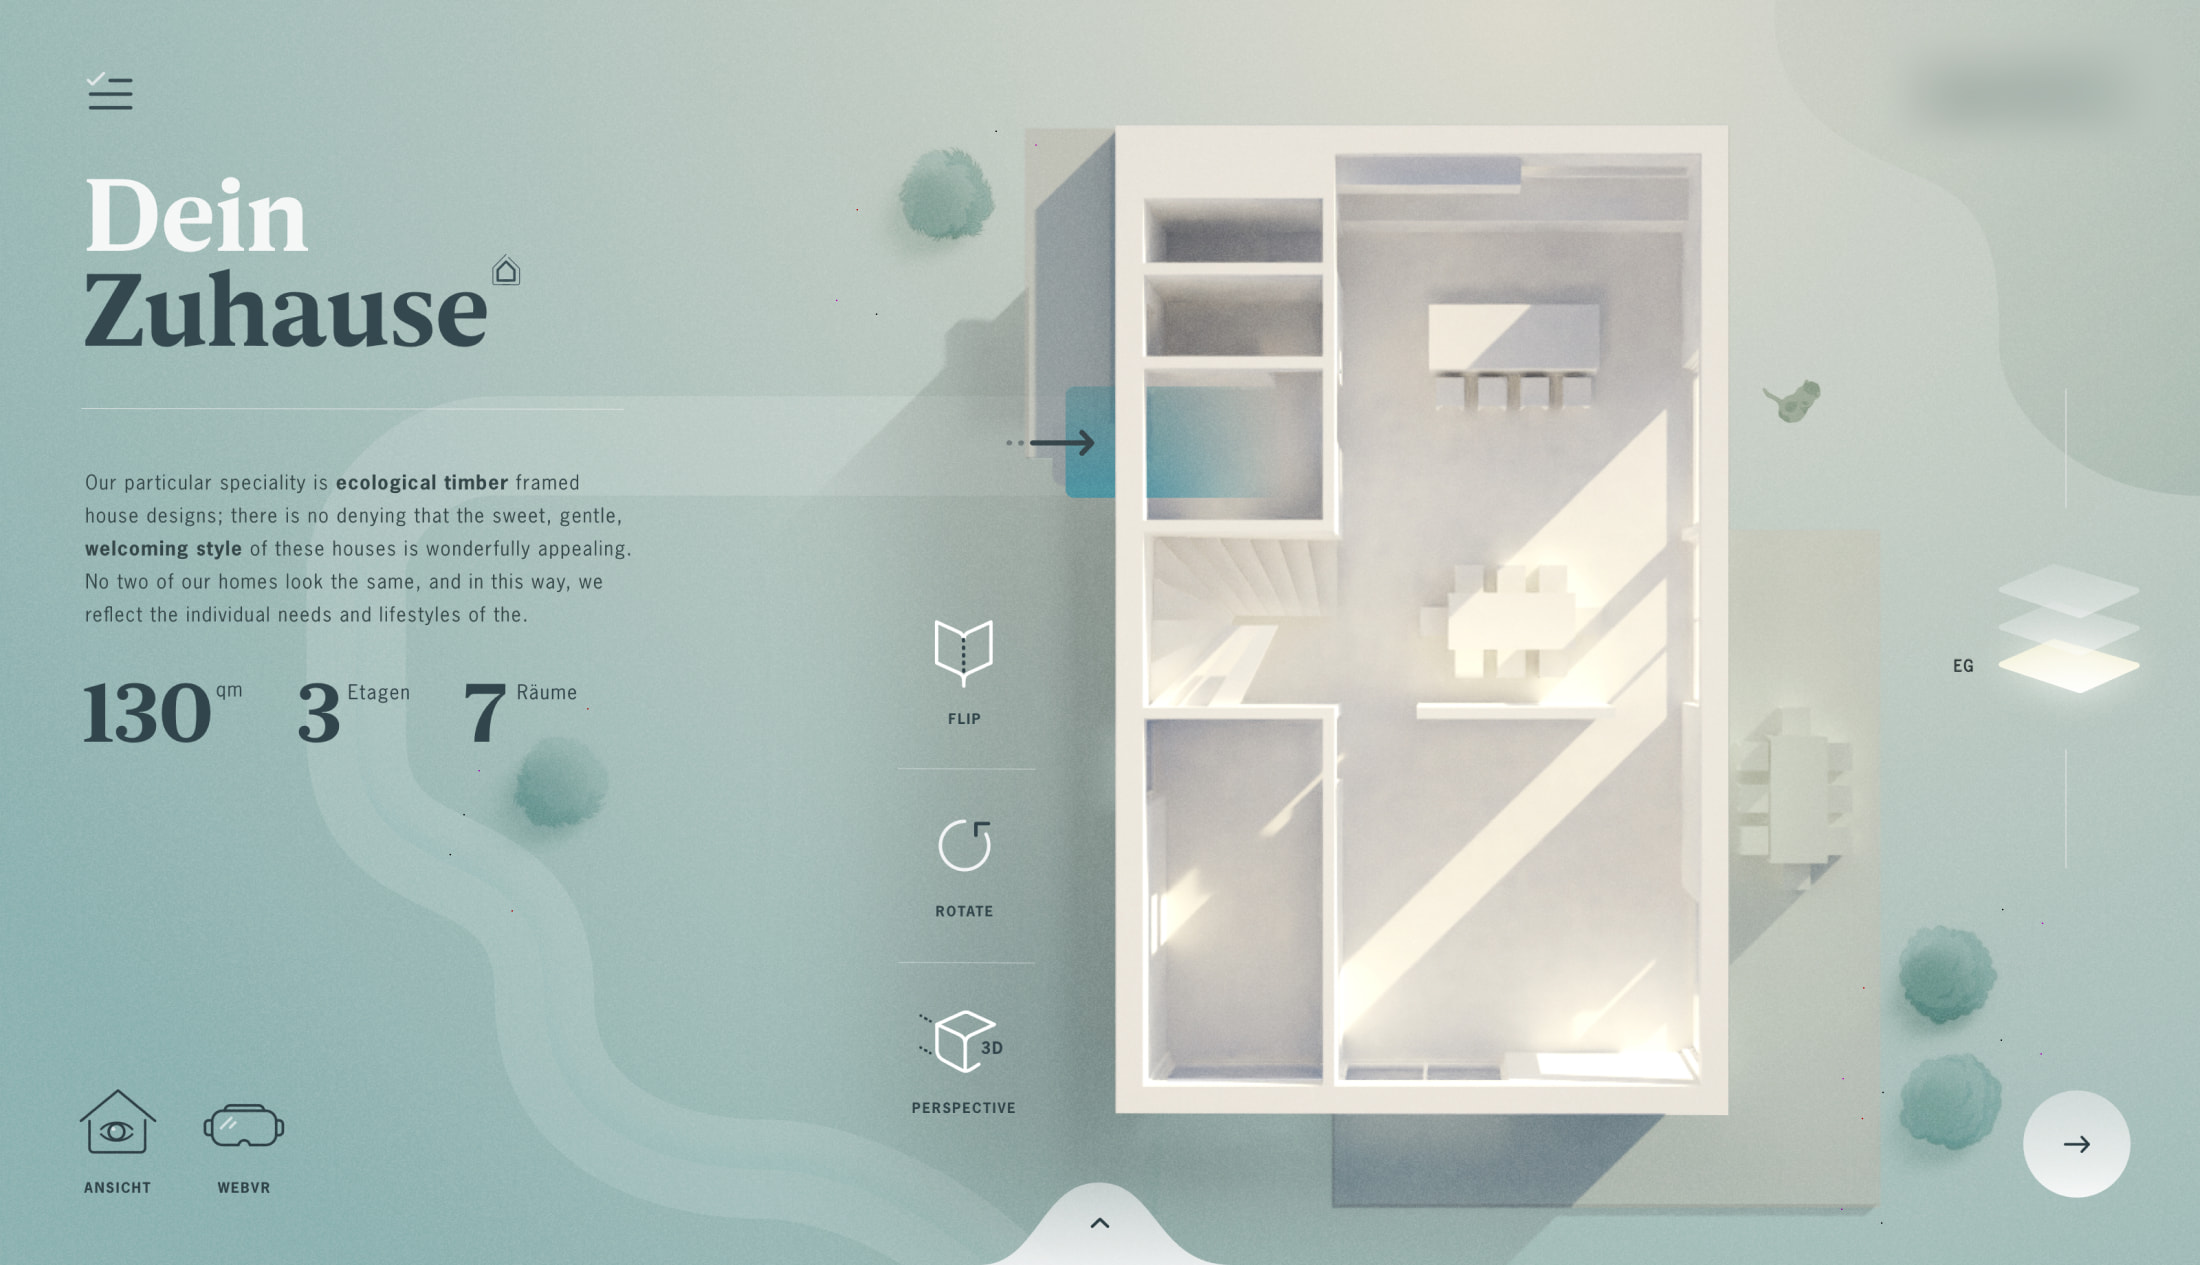 Dein
Zuhause
Our particular speciality is ecological timber framed
house designs; there is no denying that the sweet, gentle,
welcoming style of these houses is wonderfully appealing.
No two of our homes look the same, and in this way, we
reflect the individual needs and lifestyles of the.
130 qm 3 Etagen 7 Räume
FLIP
ROTATE
3D
PERSPECTIVE
EG
ANSICHT WEBVR